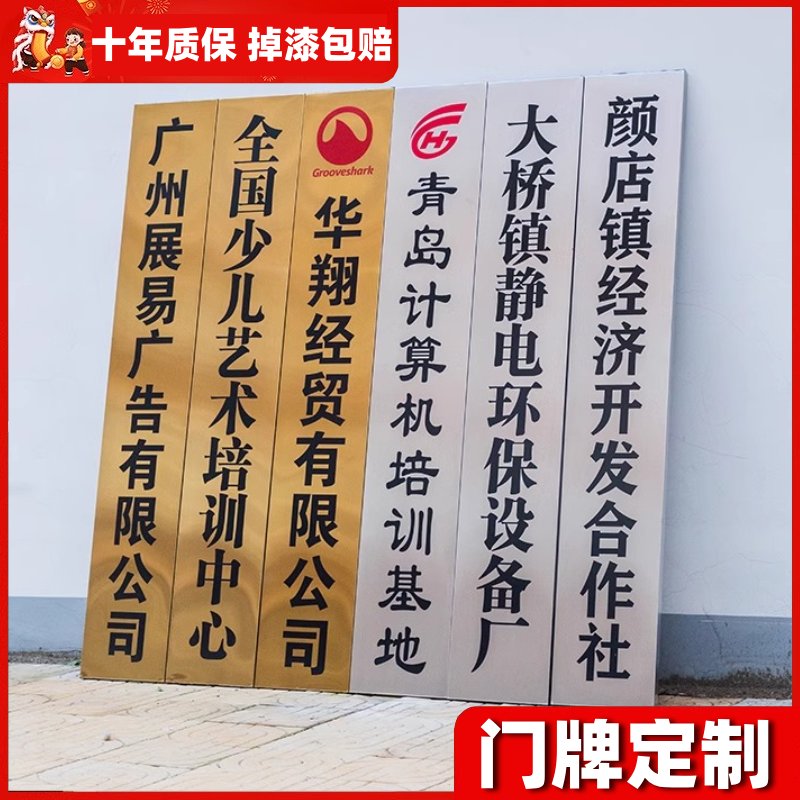 十年质保 掉漆包赔
广州展易广告有限公司
全国少儿艺术培训中心
Grooveshark
华翔经贸有限公司
H
青岛计算机培训基地
大桥镇静电环保设备厂
颜店镇经济开发合作社
门牌定制